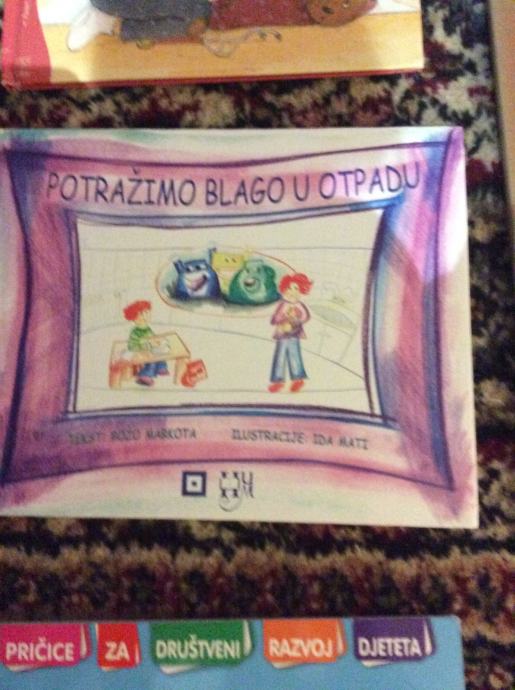 POTRAŽIMO BLAGO U OTPADU
TEKST: BOŽO MARKOTA ILUSTRACIJE: IDA MATI
PRIČICE ZA DRUŠTVENI RAZVOJ DJETETA